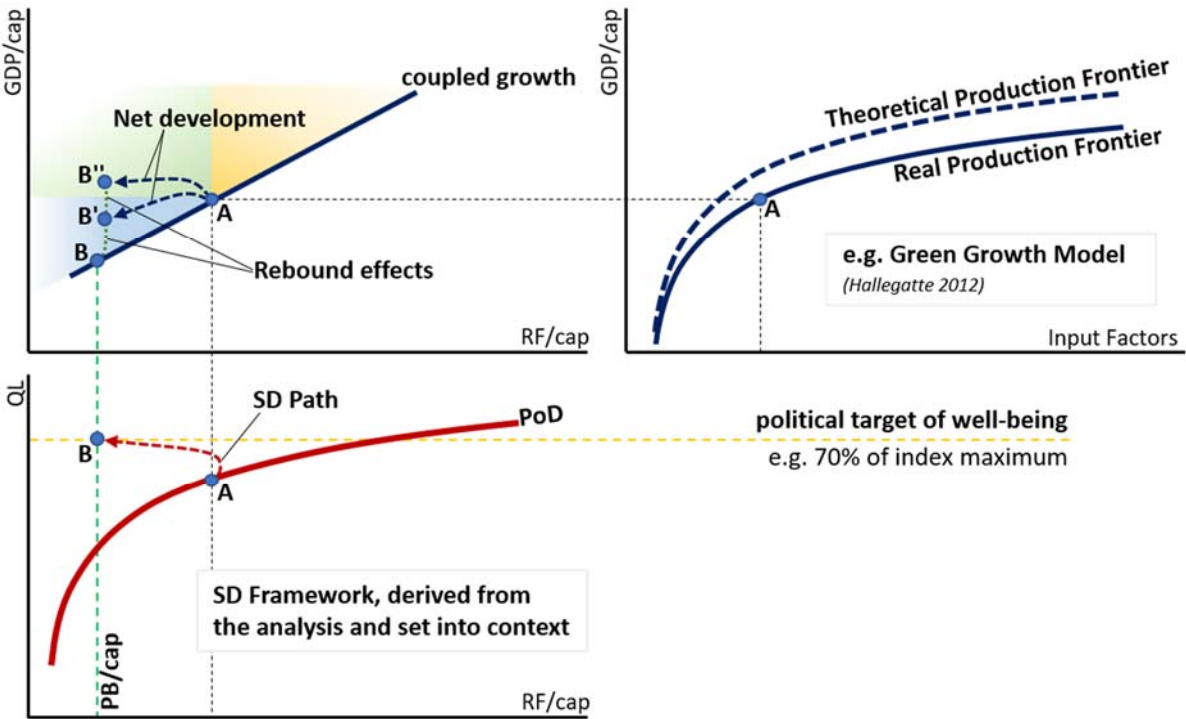 GDP/cap
coupled growth
Net development
B"
B'
B
A
Rebound effects
RF/cap
GDP/cap
Theoretical Production Frontier
Real Production Frontier
A
e.g. Green Growth Model
(Hallegatte 2012)
Input Factors
QL
SD Path
PoD
B
A
political target of well-being
e.g. 70% of index maximum
SD Framework, derived from
the analysis and set into context
PB/cap
RF/cap